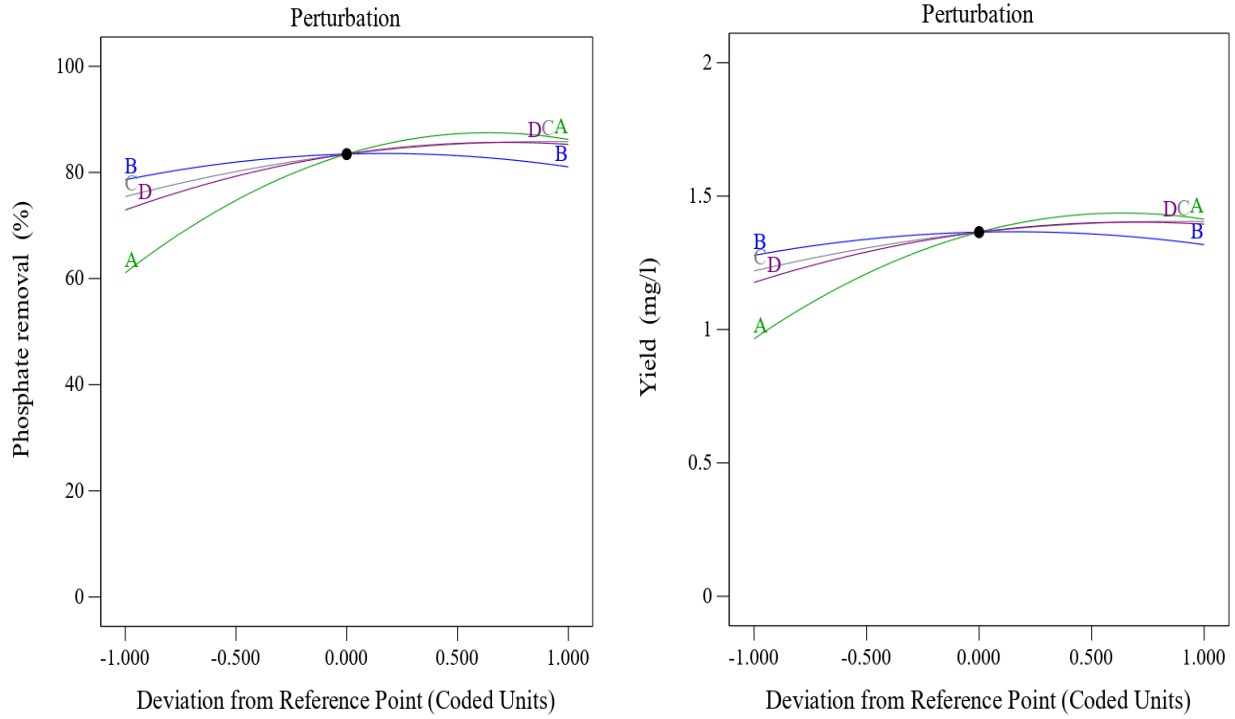 Perturbation
Phosphate removal (%)
100
80
60
40
20
0
B
C
D
A
D C A
B
-1.000 -0.500 0.000 0.500 1.000
Deviation from Reference Point (Coded Units)
Perturbation
Yield (mg/l)
2
1.5
1
0.5
0
B
C
D
A
D C A
B
-1.000 -0.500 0.000 0.500 1.000
Deviation from Reference Point (Coded Units)